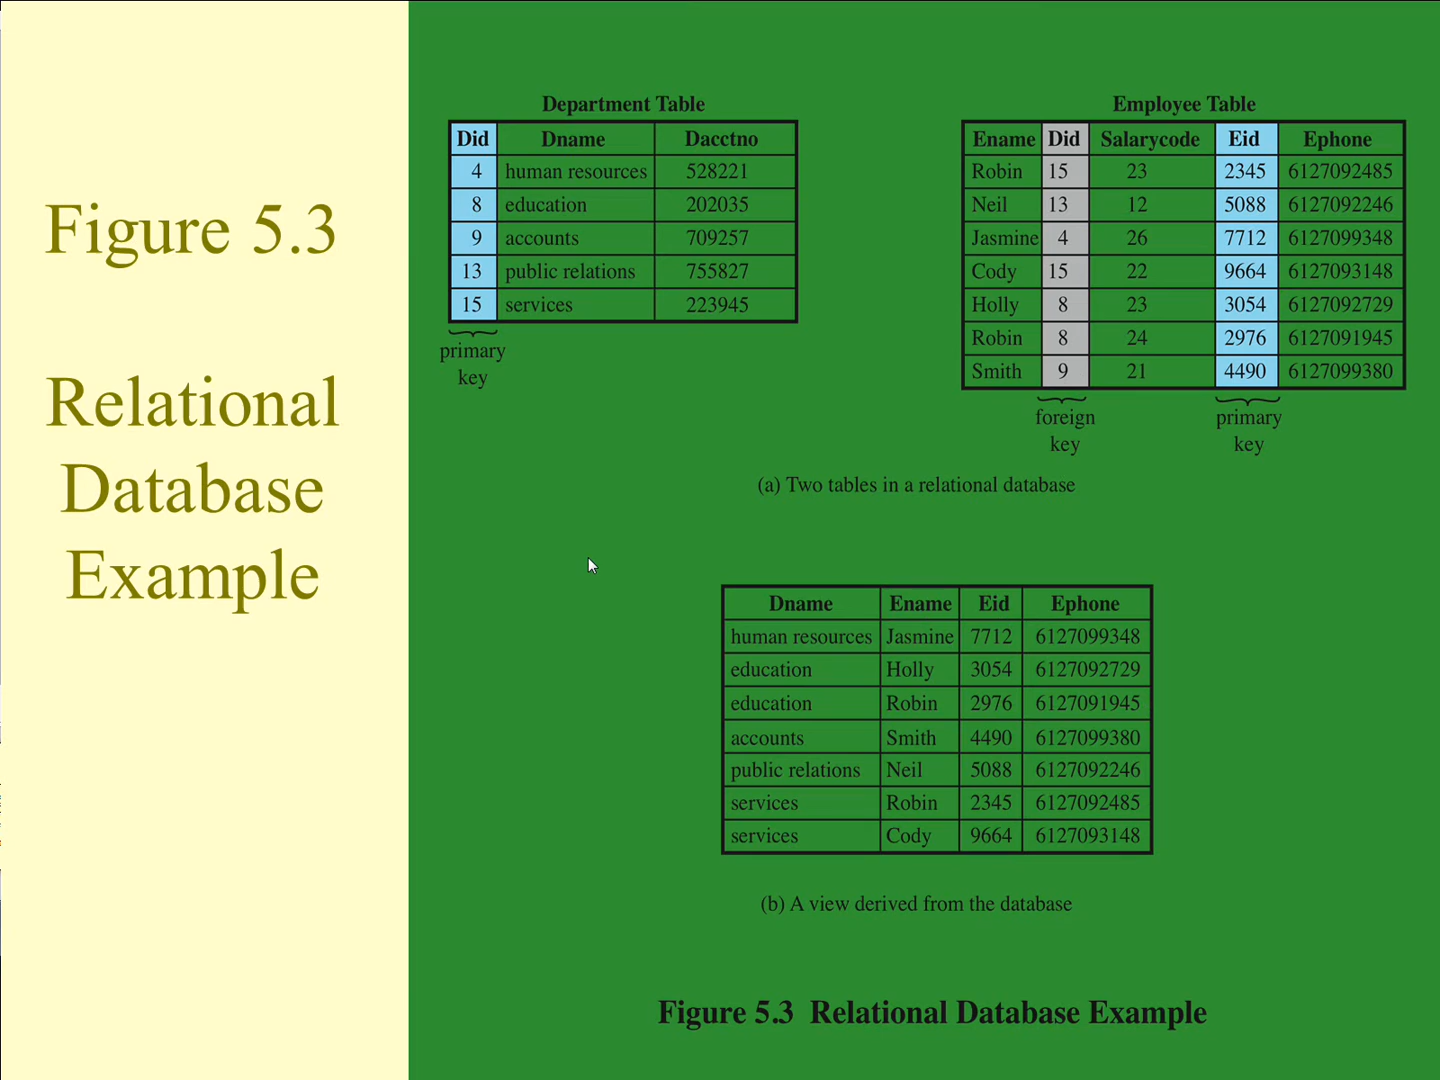 Figure 5.3
Relational
Database
Example
Department Table
Did Dname Dacctno
4 human resources 528221
8 education 202035
9 accounts 709257
13 public relations 755827
15 services 223945
primary
key
Employee Table
Ename Did Salarycode Eid Ephone
Robin 15 23 2345 6127092485
Neil 13 12 5088 6127092246
Jasmine 4 26 7712 6127099348
Cody 15 22 9664 6127093148
Holly 8 23 3054 6127092729
Robin 8 24 2976 6127091945
Smith 9 21 4490 6127099380
foreign
key
primary
key
(a) Two tables in a relational database
Dname Ename Eid Ephone
human resources Jasmine 7712 6127099348
education Holly 3054 6127092729
education Robin 2976 6127091945
accounts Smith 4490 6127099380
public relations Neil 5088 6127092246
services Robin 2345 6127092485
services Cody 9664 6127093148
(b) A view derived from the database
Figure 5.3 Relational Database Example